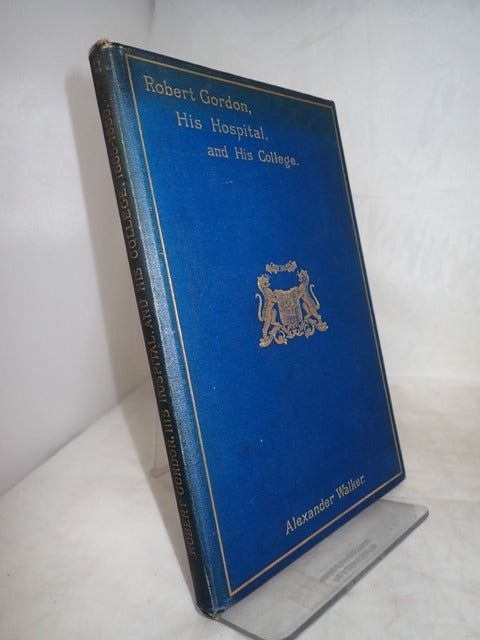 Robert Gordon,
His Hospital,
and His College.
Alexander Walker.
ROBERT GORDON, HIS HOSPITAL, AND HIS COLLEGE,